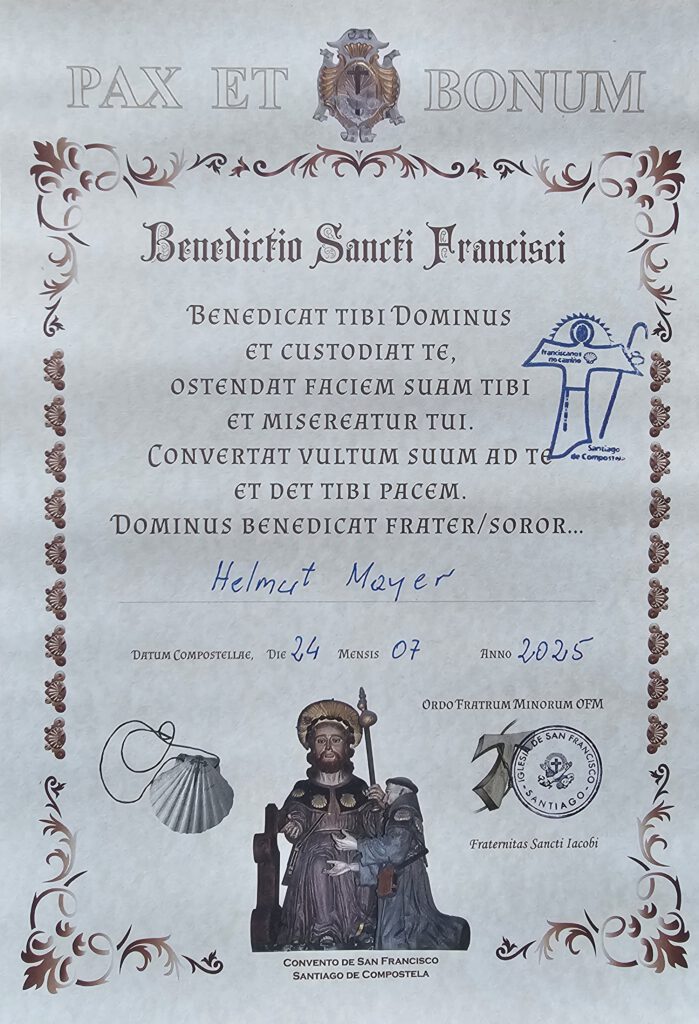 PAX ET BONUM
Benedictio Sancti Francisci
BENEDICAT TIBI DOMINUS
ET CUSTODIAT TE,
OSTENDAT FACIEM SUAM TIBI
ET MISEREATUR TUI.
CONVERTAT VULTUM SUUM AD TE
ET DET TIBI PACEM.
DOMINUS BENEDICAT FRATER/SOROR...
franciscanos
no camino
Santiago
de Compostela
Helmut Mayer
DATUM COMPOSTELLAE, DIE 24 MENSIS 07 ANNO 2025
ORDO FRATRUM MINORUM OFM
IGLESIA DE SAN FRANCISCO
- SANTIAGO -
Fraternitas Sancti Iacobi
CONVENTO DE SAN FRANCISCO
SANTIAGO DE COMPOSTELA